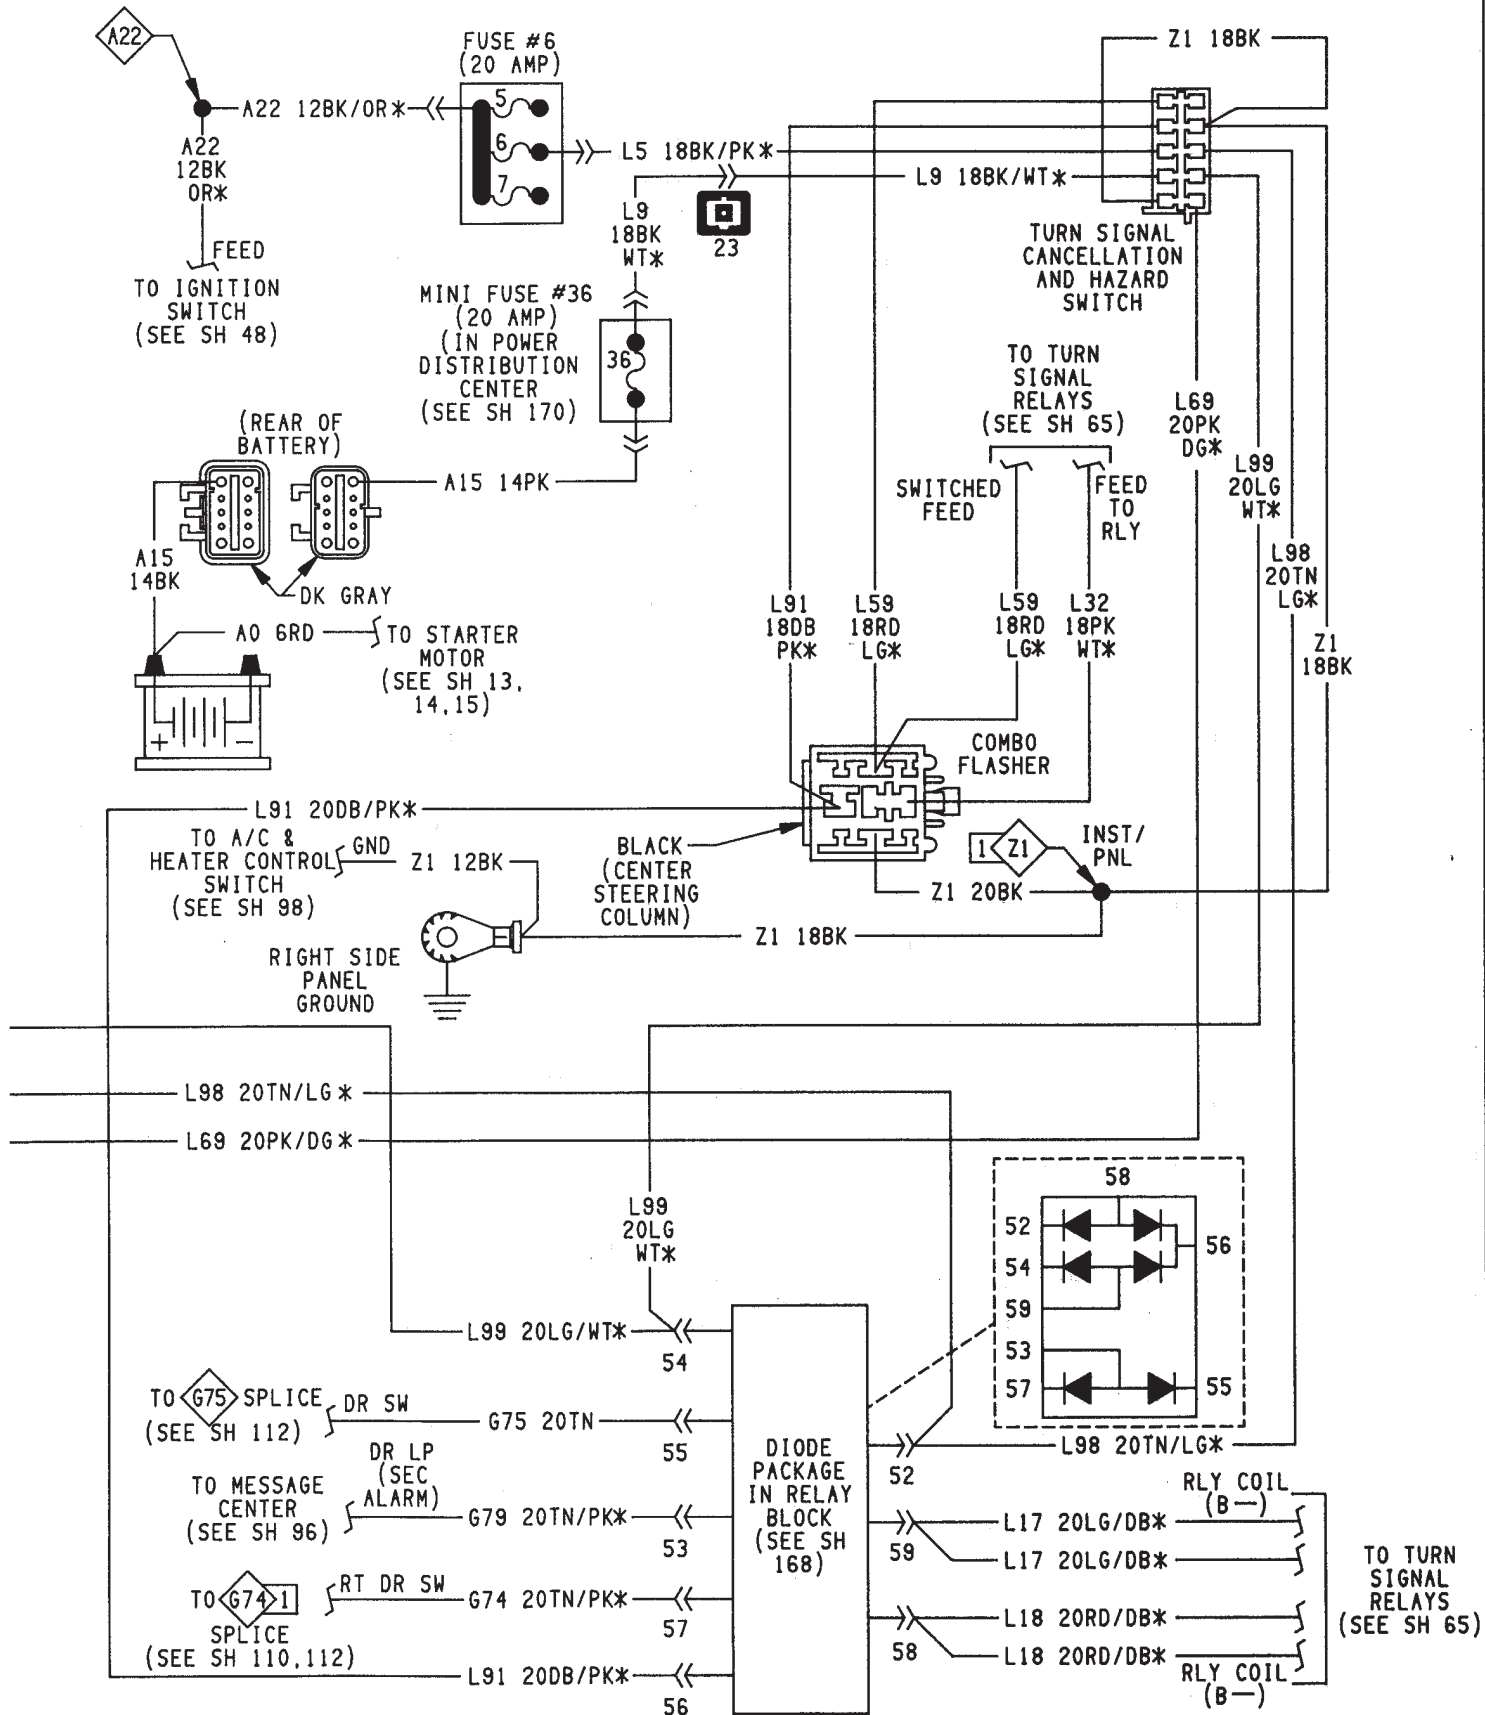 A22
FUSE #6
(20 AMP)
Z1 18BK
A22 12BK/OR*
5
6
7
A22
12BK
OR*
L5 18BK/PK*
L9 18BK/WT*
L9
18BK
WT*
23
FEED
TO IGNITION
SWITCH
(SEE SH 48)
TURN SIGNAL
CANCELLATION
AND HAZARD
SWITCH
MINI FUSE #36
(20 AMP)
(IN POWER
DISTRIBUTION
CENTER
(SEE SH 170)
36
TO TURN
SIGNAL
RELAYS
(SEE SH 65)
L69
20PK
DG*
(REAR OF
BATTERY)
A15 14PK
SWITCHED
FEED
FEED
TO
RLY
L99
20LG
WT*
A15
14BK
DK GRAY
L98
20TN
LG*
L91
18DB
PK*
L59
18RD
LG*
L59
18RD
LG*
L32
18PK
WT*
A0 6RD
TO STARTER
MOTOR
(SEE SH 13,
14,15)
Z1
18BK
+ −
COMBO
FLASHER
L91 20DB/PK*
TO A/C &
HEATER CONTROL
SWITCH
(SEE SH 98)
GND
Z1 12BK
BLACK
(CENTER
STEERING
COLUMN)
1 Z1
INST/
PNL
Z1 20BK
Z1 18BK
RIGHT SIDE
PANEL
GROUND
L98 20TN/LG*
L69 20PK/DG*
L99
20LG
WT*
58
52
56
54
59
53
57
55
L99 20LG/WT*
54
TO G75 SPLICE
(SEE SH 112)
DR SW
G75 20TN
55
DR LP
(SEC
ALARM)
TO MESSAGE
CENTER
(SEE SH 96)
G79 20TN/PK*
53
DIODE
PACKAGE
IN RELAY
BLOCK
(SEE SH
168)
L98 20TN/LG*
52
RLY COIL
(B−)
L17 20LG/DB*
59
L17 20LG/DB*
TO TURN
SIGNAL
RELAYS
(SEE SH 65)
TO G74 1
SPLICE
(SEE SH 110,112)
RT DR SW
G74 20TN/PK*
57
L18 20RD/DB*
58
L18 20RD/DB*
RLY COIL
(B−)
L91 20DB/PK*
56